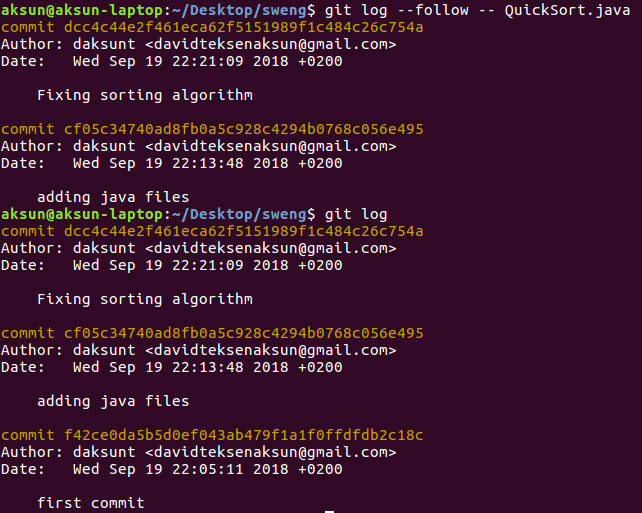 aksun@aksun-laptop:~/Desktop/sweng$ git log --follow -- QuickSort.java
commit dcc4c44e2f461eca62f5151989f1c484c26c754a
Author: daksunt <davidteksenaksun@gmail.com>
Date:   Wed Sep 19 22:21:09 2018 +0200
    Fixing sorting algorithm
commit cf05c34740ad8fb0a5c928c4294b0768c056e495
Author: daksunt <davidteksenaksun@gmail.com>
Date:   Wed Sep 19 22:13:48 2018 +0200
    adding java files
aksun@aksun-laptop:~/Desktop/sweng$ git log
commit dcc4c44e2f461eca62f5151989f1c484c26c754a
Author: daksunt <davidteksenaksun@gmail.com>
Date:   Wed Sep 19 22:21:09 2018 +0200
    Fixing sorting algorithm
commit cf05c34740ad8fb0a5c928c4294b0768c056e495
Author: daksunt <davidteksenaksun@gmail.com>
Date:   Wed Sep 19 22:13:48 2018 +0200
    adding java files
commit f42ce0da5b5d0ef043ab479f1a1f0ffdfdb2c18c
Author: daksunt <davidteksenaksun@gmail.com>
Date:   Wed Sep 19 22:05:11 2018 +0200
    first commit